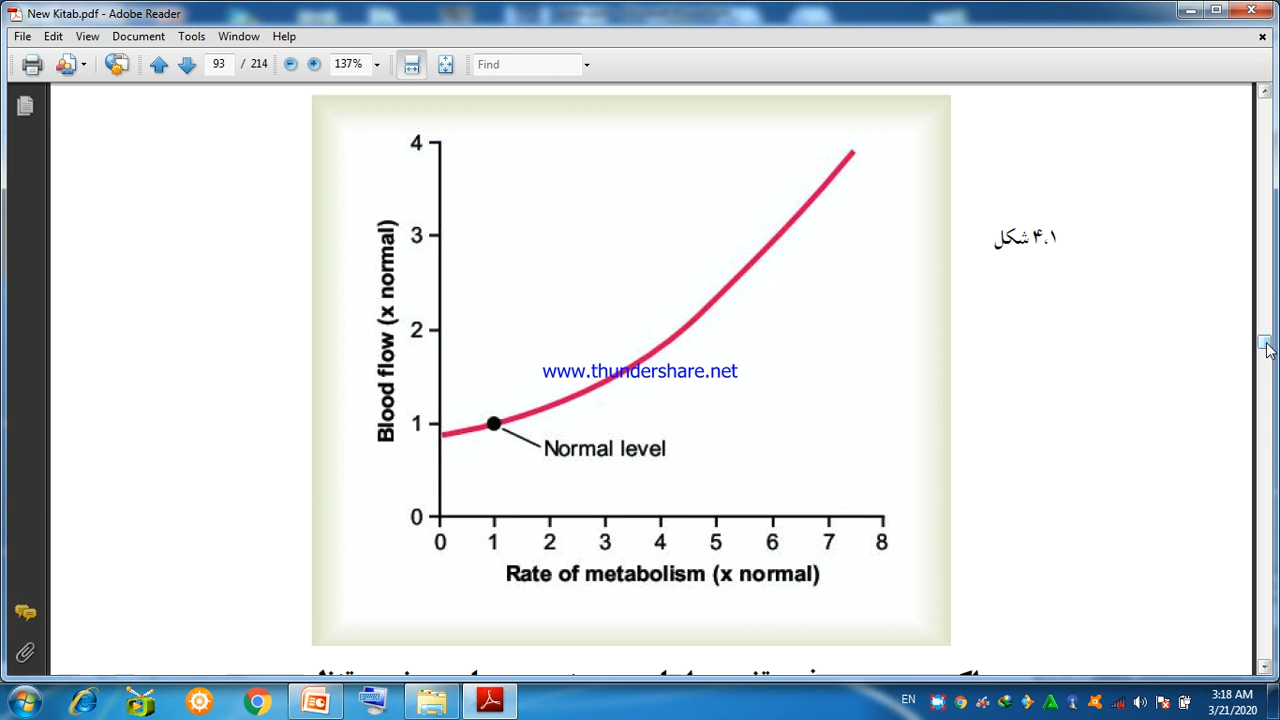 New Kitab.pdf - Adobe Reader
File Edit View Document Tools Window Help
93 / 214 137% Find
۴،۱ شکل
4
3
2
1
0
Blood flow (x normal)
www.thundershare.net
Normal level
0 1 2 3 4 5 6 7 8
Rate of metabolism (x normal)
EN
3:18 AM
3/21/2020